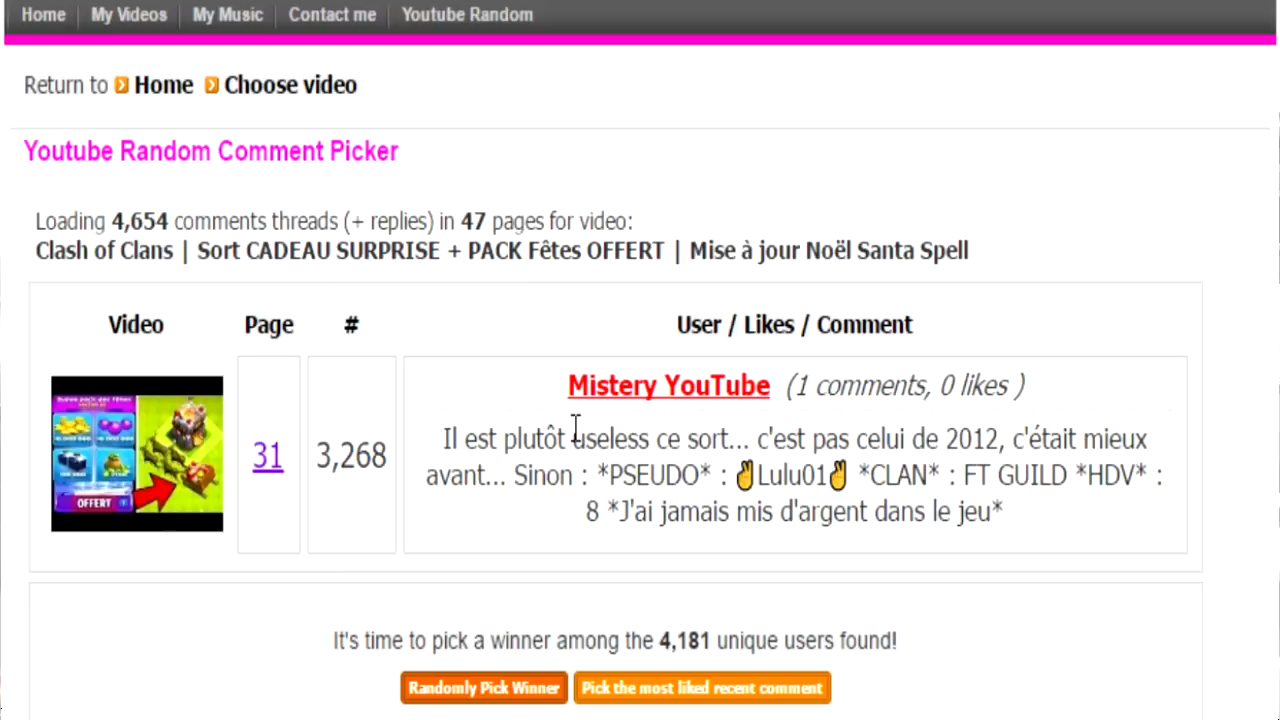 Home My Videos My Music Contact me Youtube Random
Return to Home Choose video
Youtube Random Comment Picker
Loading 4,654 comments threads (+ replies) in 47 pages for video:
Clash of Clans | Sort CADEAU SURPRISE + PACK Fêtes OFFERT | Mise à jour Noël Santa Spell
Video Page # User / Likes / Comment
Mistery YouTube (1 comments, 0 likes )
31 3,268
Il est plutôt useless ce sort... c'est pas celui de 2012, c'était mieux
avant... Sinon : *PSEUDO* : ✌Lulu01✌ *CLAN* : FT GUILD *HDV* :
8 *J'ai jamais mis d'argent dans le jeu*
OFFERT
It's time to pick a winner among the 4,181 unique users found!
Randomly Pick Winner Pick the most liked recent comment